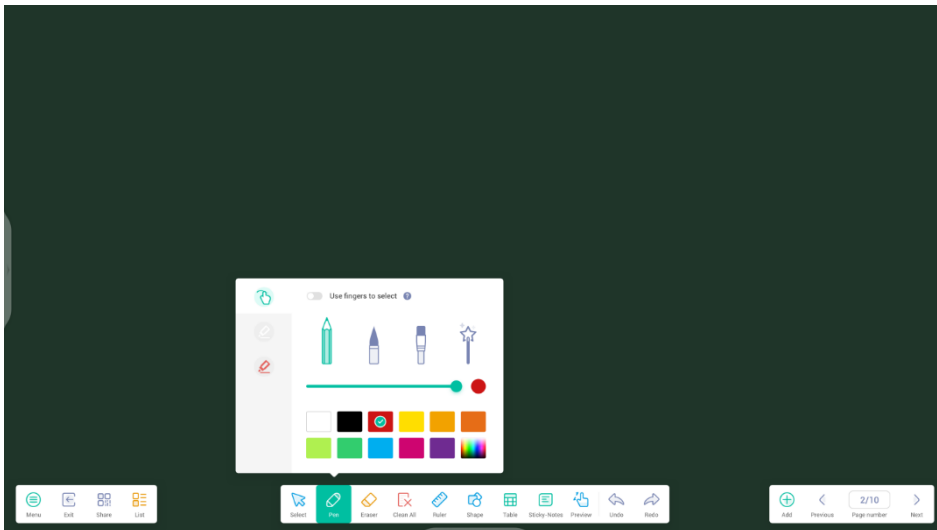 Use fingers to select ?
Menu Exit Share List
Select Pen Eraser Clean All Ruler Shape Table Sticky-Notes Preview Undo Redo
2/10
Add Previous Page number Next